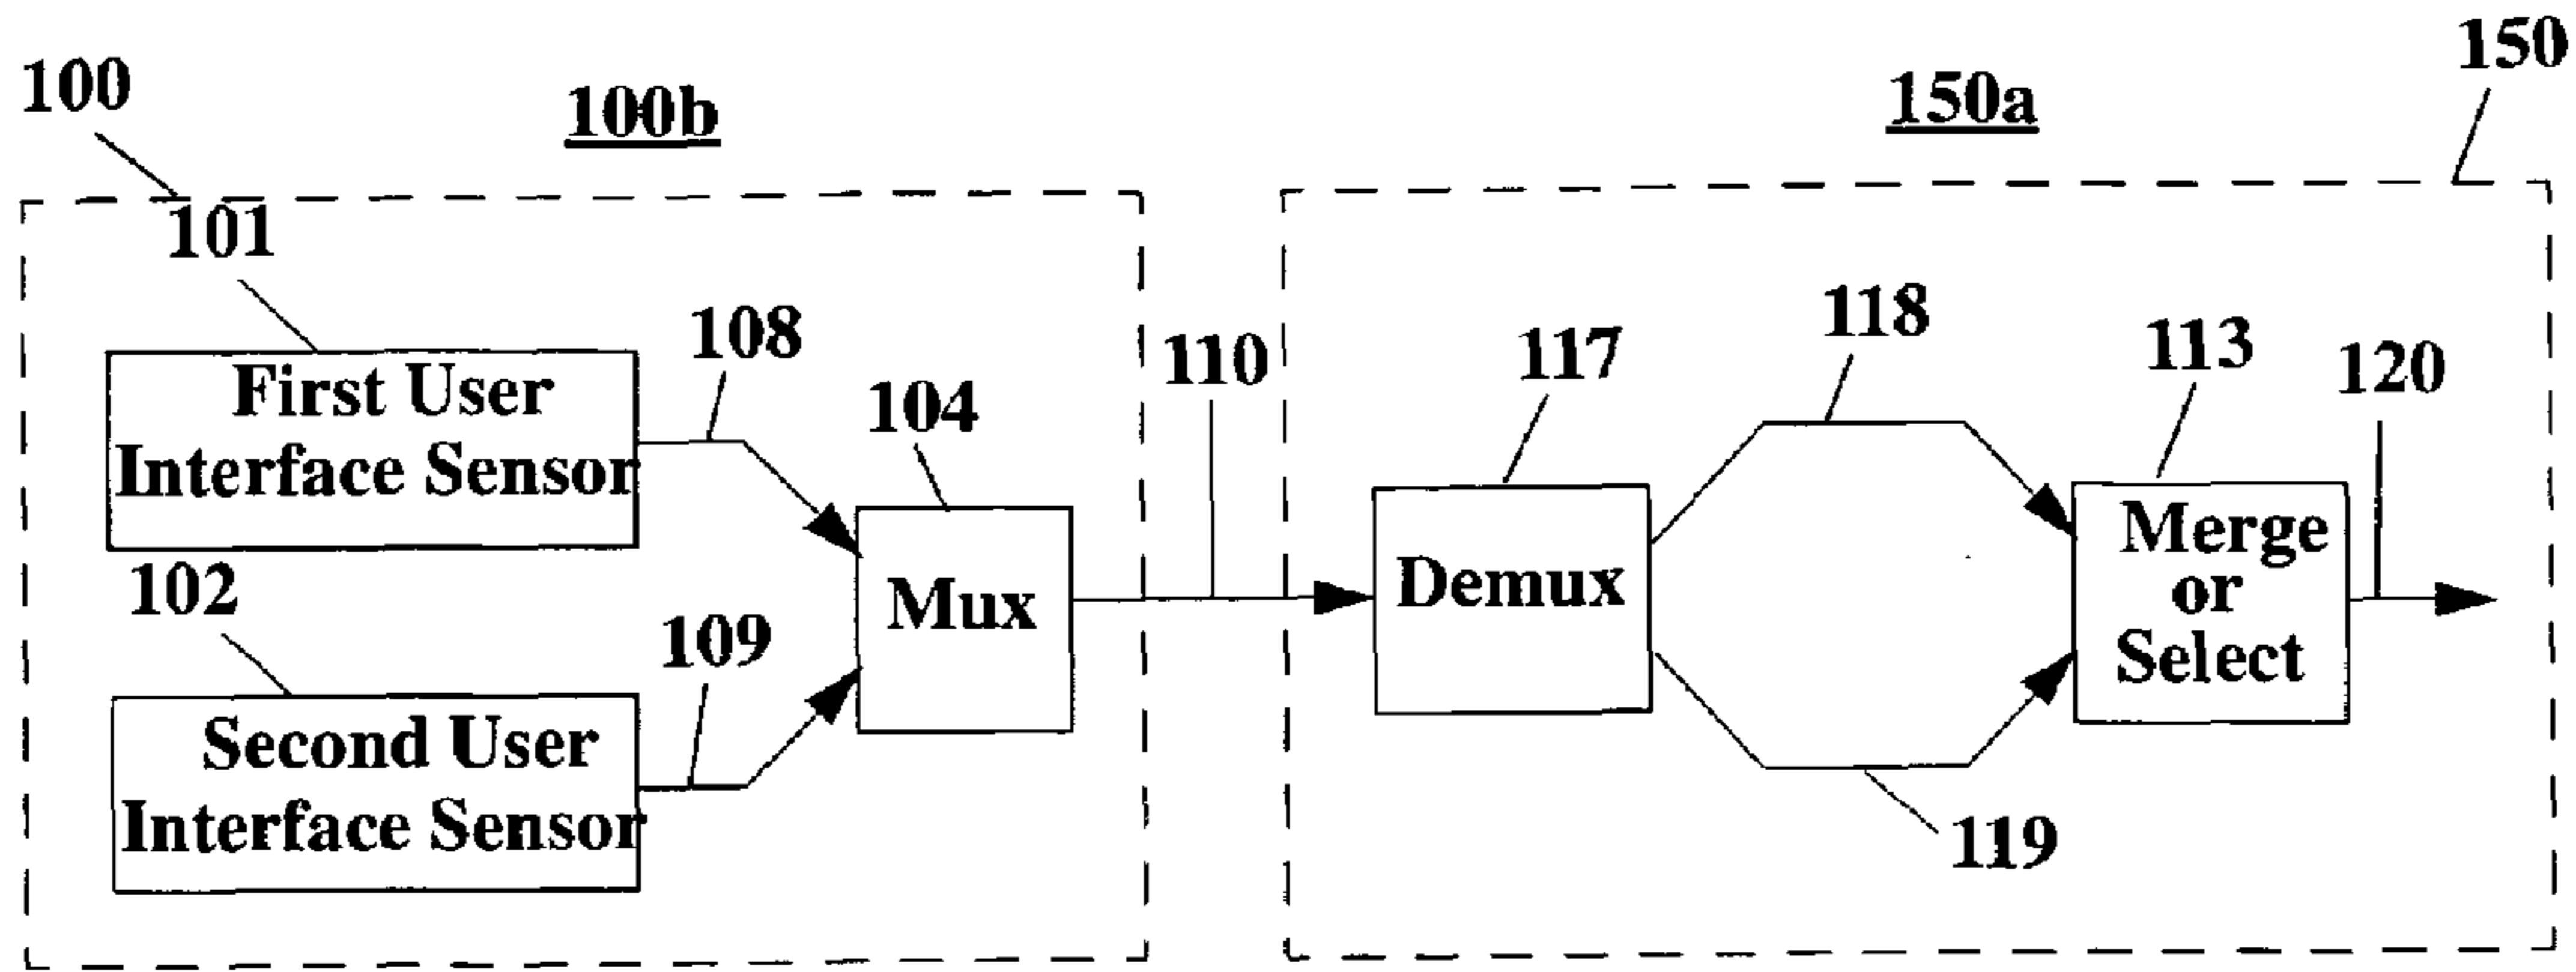 100
100b
150a
150
101
First User
Interface Sensor
108
104
Mux
102
Second User
Interface Sensor
109
110
117
Demux
118
119
113
Merge
or
Select
120